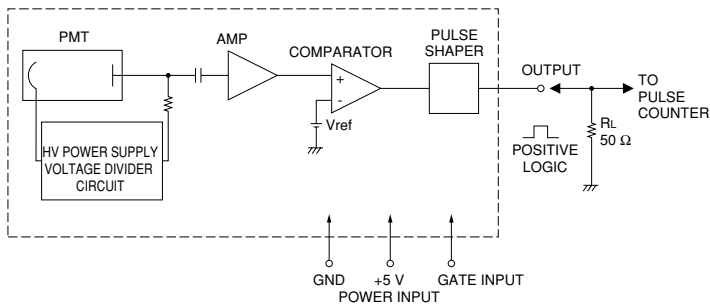 PMT
AMP
COMPARATOR
PULSE
SHAPER
+
-
Vref
HV POWER SUPPLY
VOLTAGE DIVIDER
CIRCUIT
OUTPUT
POSITIVE
LOGIC
TO
PULSE
COUNTER
RL
50 Ω
GND
+5 V
POWER INPUT
GATE INPUT